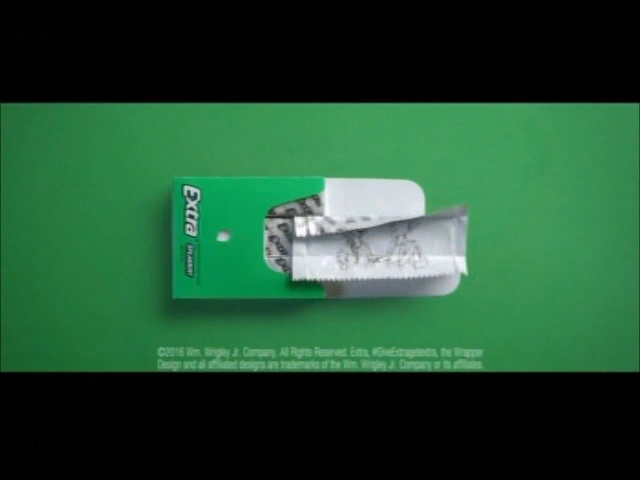 Extra
©2016 Wm. Wrigley Jr. Company. All Rights Reserved. Extra, #GiveExtragetextra, the Wrapper
Design and all affiliated designs are trademarks of the Wm. Wrigley Jr. Company or its affiliates.